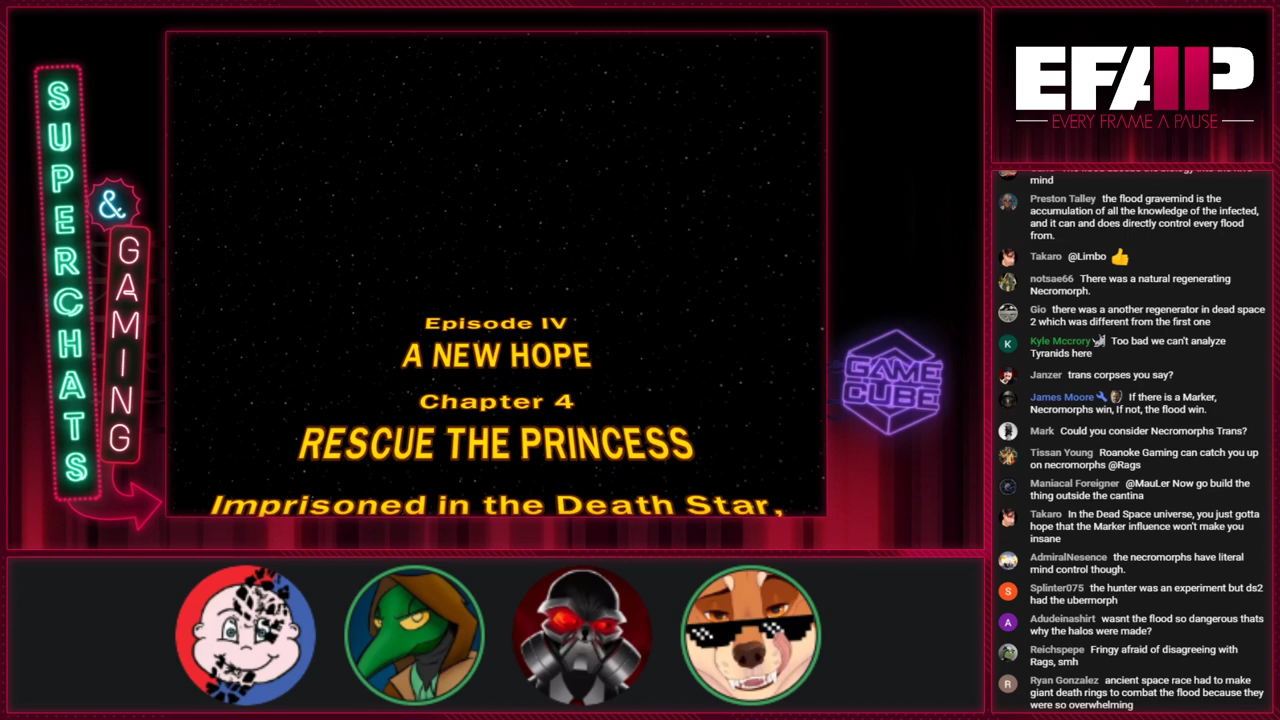 SUPERCHATS
&
GAMING
Episode IV
A NEW HOPE
Chapter 4
RESCUE THE PRINCESS
Imprisoned in the Death Star,
GAME
CUBE
EFAP
EVERY FRAME A PAUSE
mind
Preston Talley the flood gravemind is the
accumulation of all the knowledge of the infected,
and it can and does directly control every flood
from.
Takaro @Limbo 👍
notsae66 There was a natural regenerating
Necromorph.
Gio there was a another regenerator in dead space
2 which was different from the first one
K
Kyle Mccrory Too bad we can't analyze
Tyranids here
Janzer trans corpses you say?
James Moore If there is a Marker,
Necromorphs win, If not, the flood win.
Mark Could you consider Necromorphs Trans?
Tissan Young Roanoke Gaming can catch you up
on necromorphs @Rags
Maniacal Foreigner @MauLer Now go build the
thing outside the cantina
Takaro In the Dead Space universe, you just gotta
hope that the Marker influence won't make you
insane
AdmiralNesence the necromorphs have literal
mind control though.
S
Splinter075 the hunter was an experiment but ds2
had the ubermorph
A
Adudeinashirt wasnt the flood so dangerous thats
why the halos were made?
Reichspepe Fringy afraid of disagreeing with
Rags, smh
R
Ryan Gonzalez ancient space race had to make
giant death rings to combat the flood because they
were so overwhelming